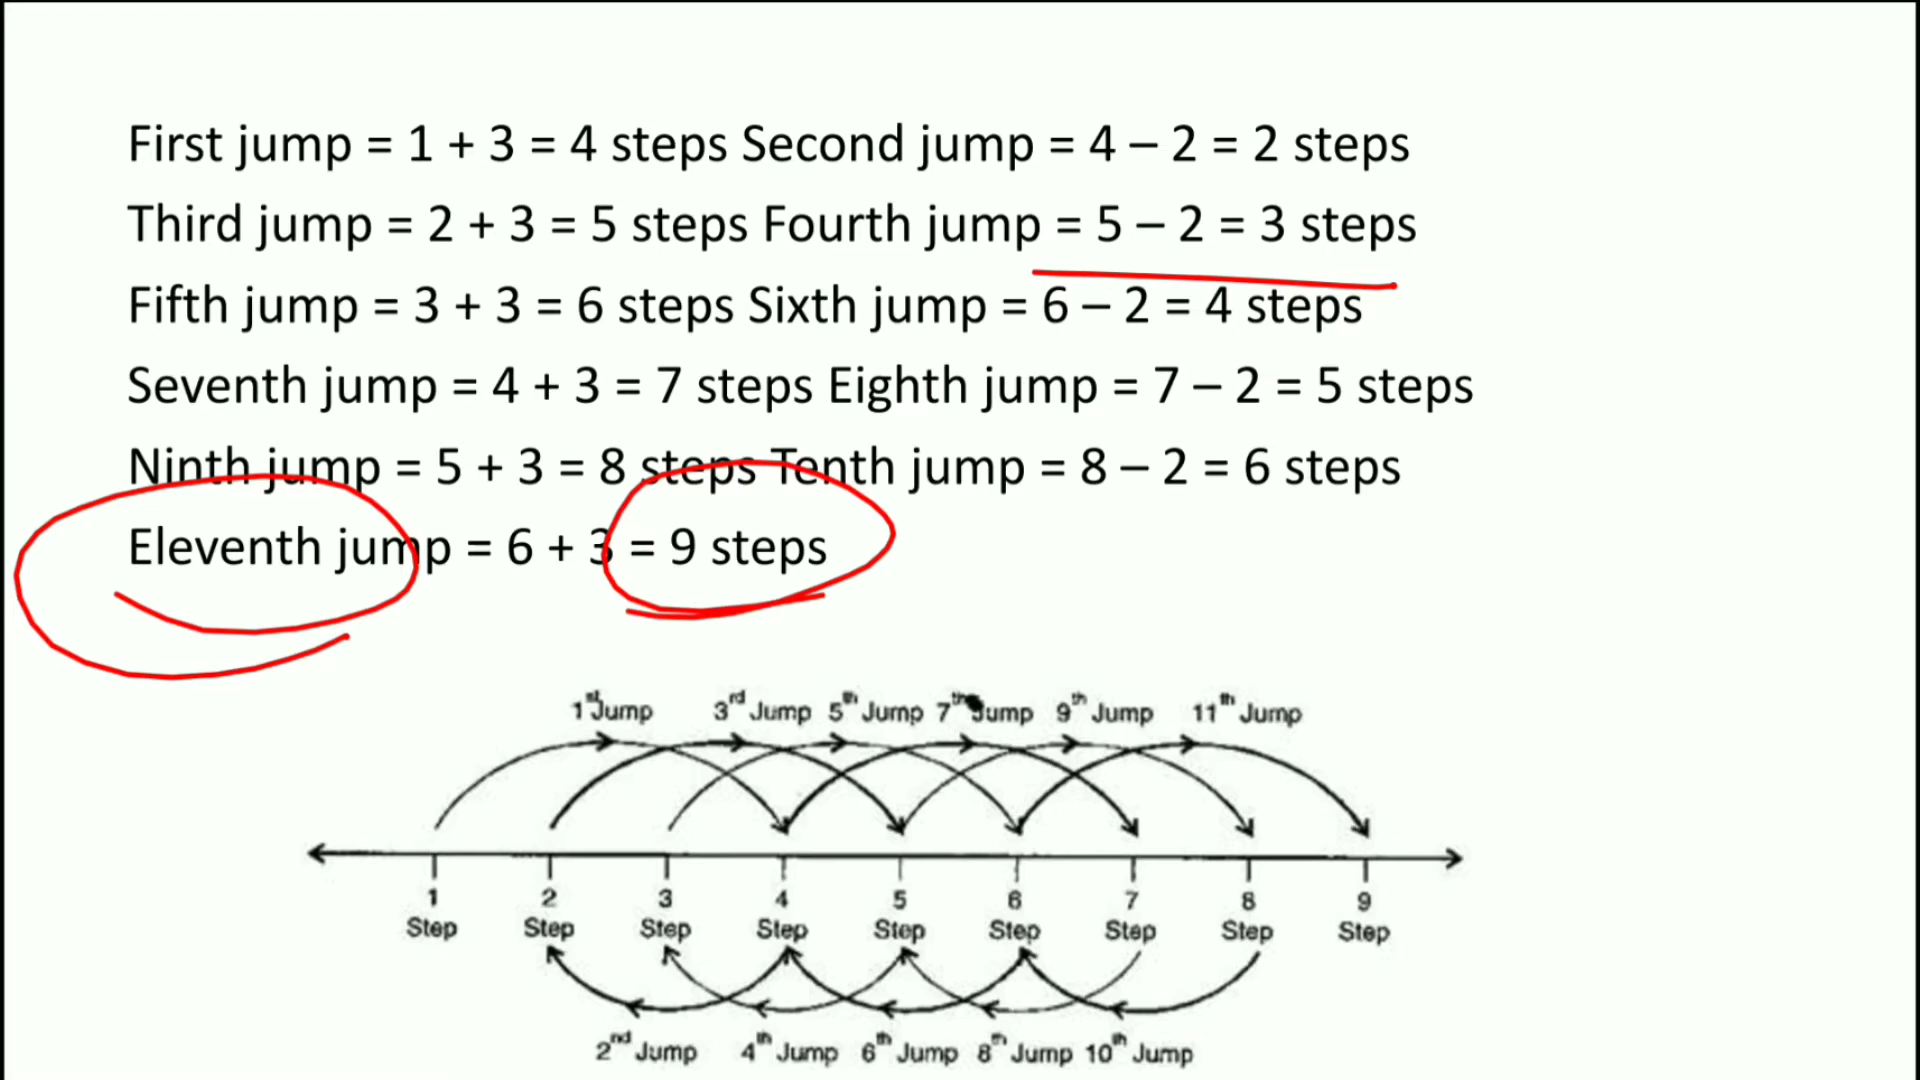 First jump = 1 + 3 = 4 steps Second jump = 4 – 2 = 2 steps
Third jump = 2 + 3 = 5 steps Fourth jump = 5 – 2 = 3 steps
Fifth jump = 3 + 3 = 6 steps Sixth jump = 6 – 2 = 4 steps
Seventh jump = 4 + 3 = 7 steps Eighth jump = 7 – 2 = 5 steps
Ninth jump = 5 + 3 = 8 steps Tenth jump = 8 – 2 = 6 steps
Eleventh jump = 6 + 3 = 9 steps
1st Jump 3rd Jump 5th Jump 7th Jump 9th Jump 11th Jump
1 2 3 4 5 6 7 8 9
Step Step Step Step Step Step Step Step Step
2nd Jump 4th Jump 6th Jump 8th Jump 10th Jump